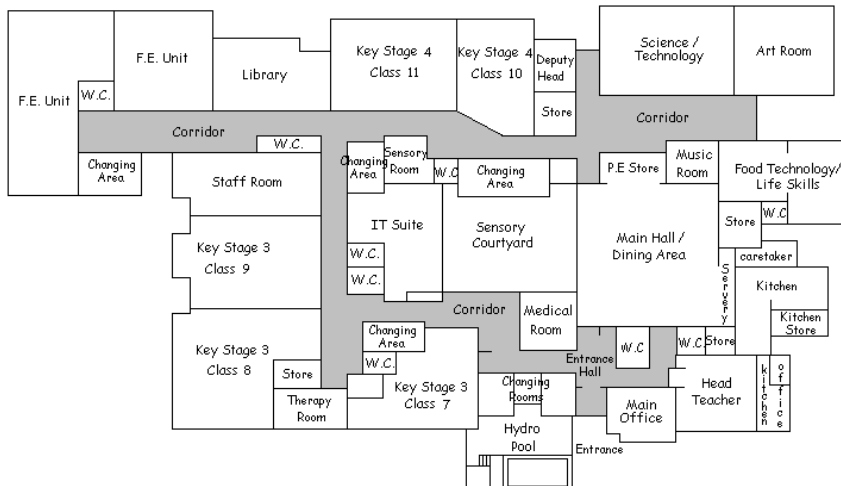 F.E. Unit
F.E. Unit
W.C.
Library
Key Stage 4
Class 11
Key Stage 4
Class 10
Deputy
Head
Store
Science /
Technology
Art Room
Corridor
Corridor
W.C.
Changing
Area
Staff Room
Changing
Area
Sensory
Room
W.C
Changing
Area
P.E Store
Music
Room
Food Technology/
Life Skills
W.C
Store
IT Suite
W.C.
W.C.
Sensory
Courtyard
Main Hall /
Dining Area
Key Stage 3
Class 9
caretaker
Servery
Kitchen
Kitchen
Store
Corridor
Medical
Room
Changing
Area
W.C.
Key Stage 3
Class 8
Store
Therapy
Room
Key Stage 3
Class 7
Entrance
Hall
W.C
W.C
Store
Changing
Rooms
Head
Teacher
kitchen
office
Main
Office
Hydro
Pool
Entrance